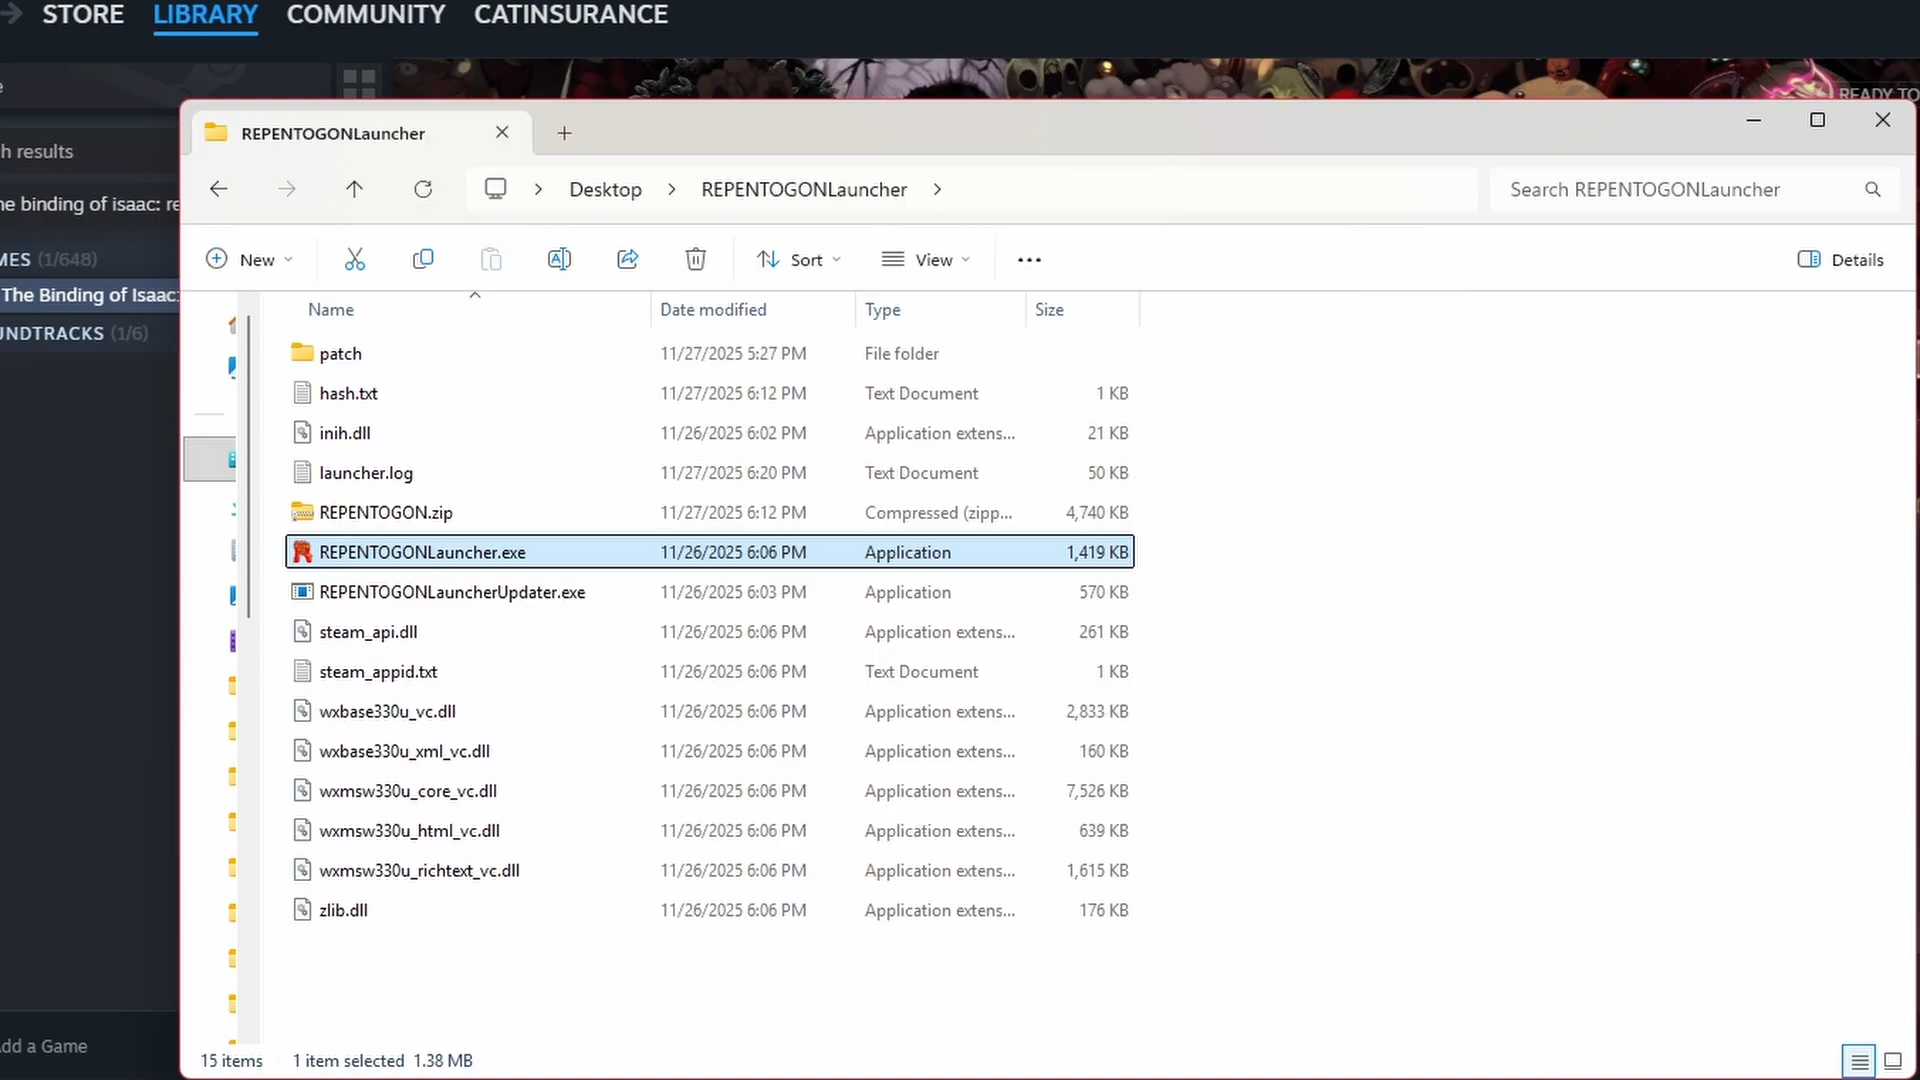 STORE LIBRARY COMMUNITY CATINSURANCE
READY TO
h results
MES (1/648)
The Binding of Isaac:
UNDTRACKS (1/6)
dd a Game
REPENTOGONLauncher
Desktop > REPENTOGONLauncher >
Search REPENTOGONLauncher
New Sort View ... Details
Name Date modified Type Size
patch 11/27/2025 5:27 PM File folder
hash.txt 11/27/2025 6:12 PM Text Document 1 KB
inih.dll 11/26/2025 6:02 PM Application extens... 21 KB
launcher.log 11/27/2025 6:20 PM Text Document 50 KB
REPENTOGON.zip 11/27/2025 6:12 PM Compressed (zipp... 4,740 KB
REPENTOGONLauncher.exe 11/26/2025 6:06 PM Application 1,419 KB
REPENTOGONLauncherUpdater.exe 11/26/2025 6:03 PM Application 570 KB
steam_api.dll 11/26/2025 6:06 PM Application extens... 261 KB
steam_appid.txt 11/26/2025 6:06 PM Text Document 1 KB
wxbase330u_vc.dll 11/26/2025 6:06 PM Application extens... 2,833 KB
wxbase330u_xml_vc.dll 11/26/2025 6:06 PM Application extens... 160 KB
wxmsw330u_core_vc.dll 11/26/2025 6:06 PM Application extens... 7,526 KB
wxmsw330u_html_vc.dll 11/26/2025 6:06 PM Application extens... 639 KB
wxmsw330u_richtext_vc.dll 11/26/2025 6:06 PM Application extens... 1,615 KB
zlib.dll 11/26/2025 6:06 PM Application extens... 176 KB
15 items 1 item selected 1.38 MB